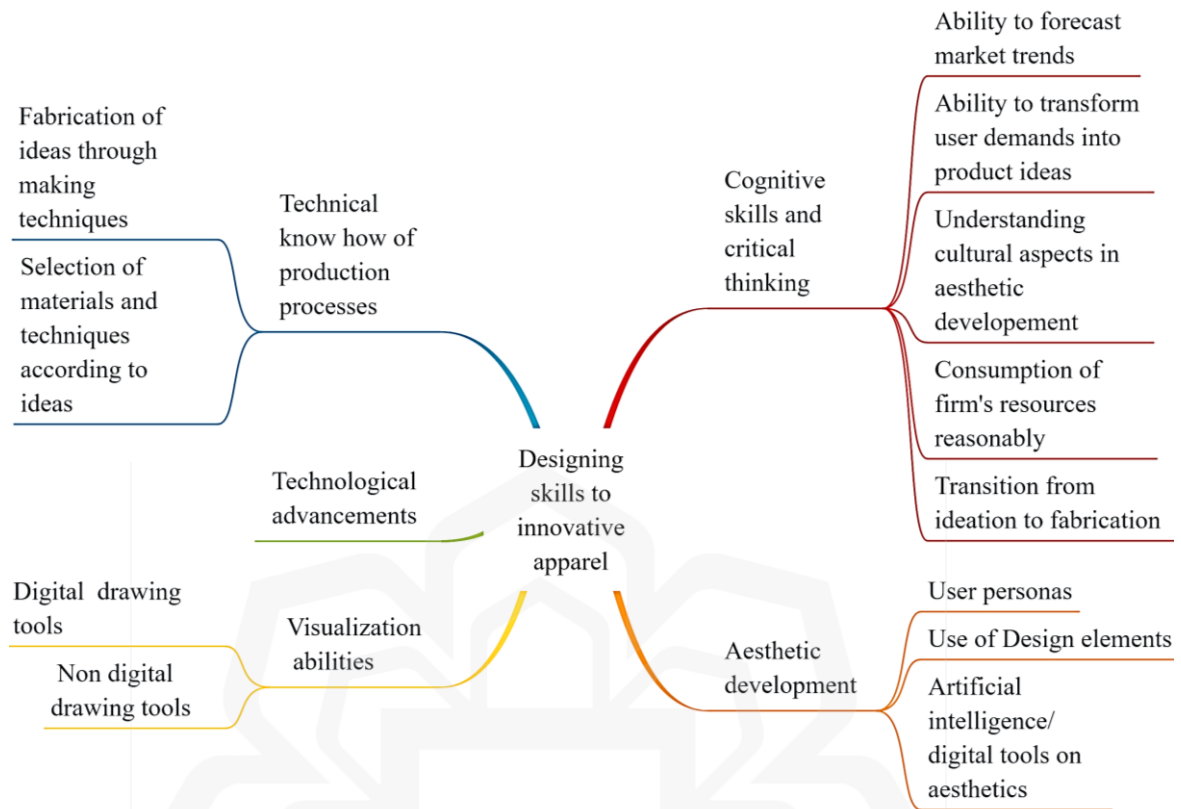 Designing
skills to
innovative
apparel
Technical
know how of
production
processes
Fabrication of
ideas through
making
techniques
Selection of
materials and
techniques
according to
ideas
Technological
advancements
Visualization
abilities
Digital drawing
tools
Non digital
drawing tools
Cognitive
skills and
critical
thinking
Ability to forecast
market trends
Ability to transform
user demands into
product ideas
Understanding
cultural aspects in
aesthetic
developement
Consumption of
firm's resources
reasonably
Transition from
ideation to fabrication
Aesthetic
development
User personas
Use of Design elements
Artificial
intelligence/
digital tools on
aesthetics